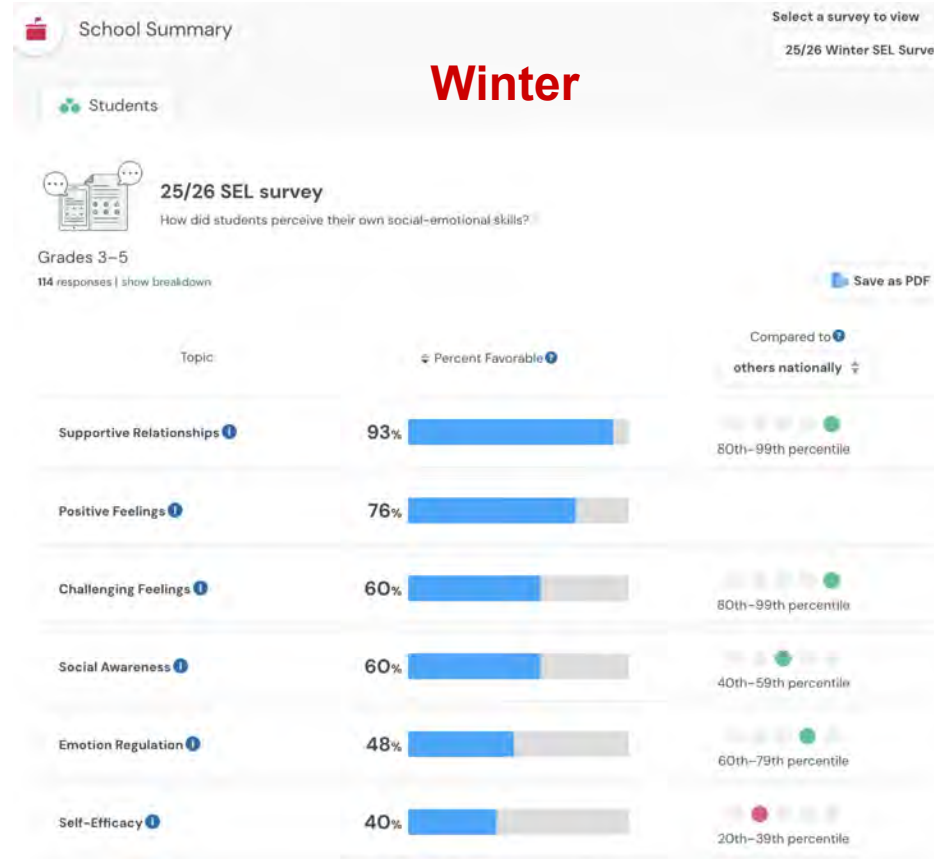 School Summary
Select a survey to view
25/26 Winter SEL Surve
Winter
Students
25/26 SEL survey
How did students perceive their own social-emotional skills?
Grades 3–5
114 responses | show breakdown
Save as PDF
Topic
Percent Favorable
Compared to
others nationally
Supportive Relationships
93%
80th–99th percentile
Positive Feelings
76%
Challenging Feelings
60%
80th–99th percentile
Social Awareness
60%
40th–59th percentile
Emotion Regulation
48%
60th–79th percentile
Self-Efficacy
40%
20th–39th percentile